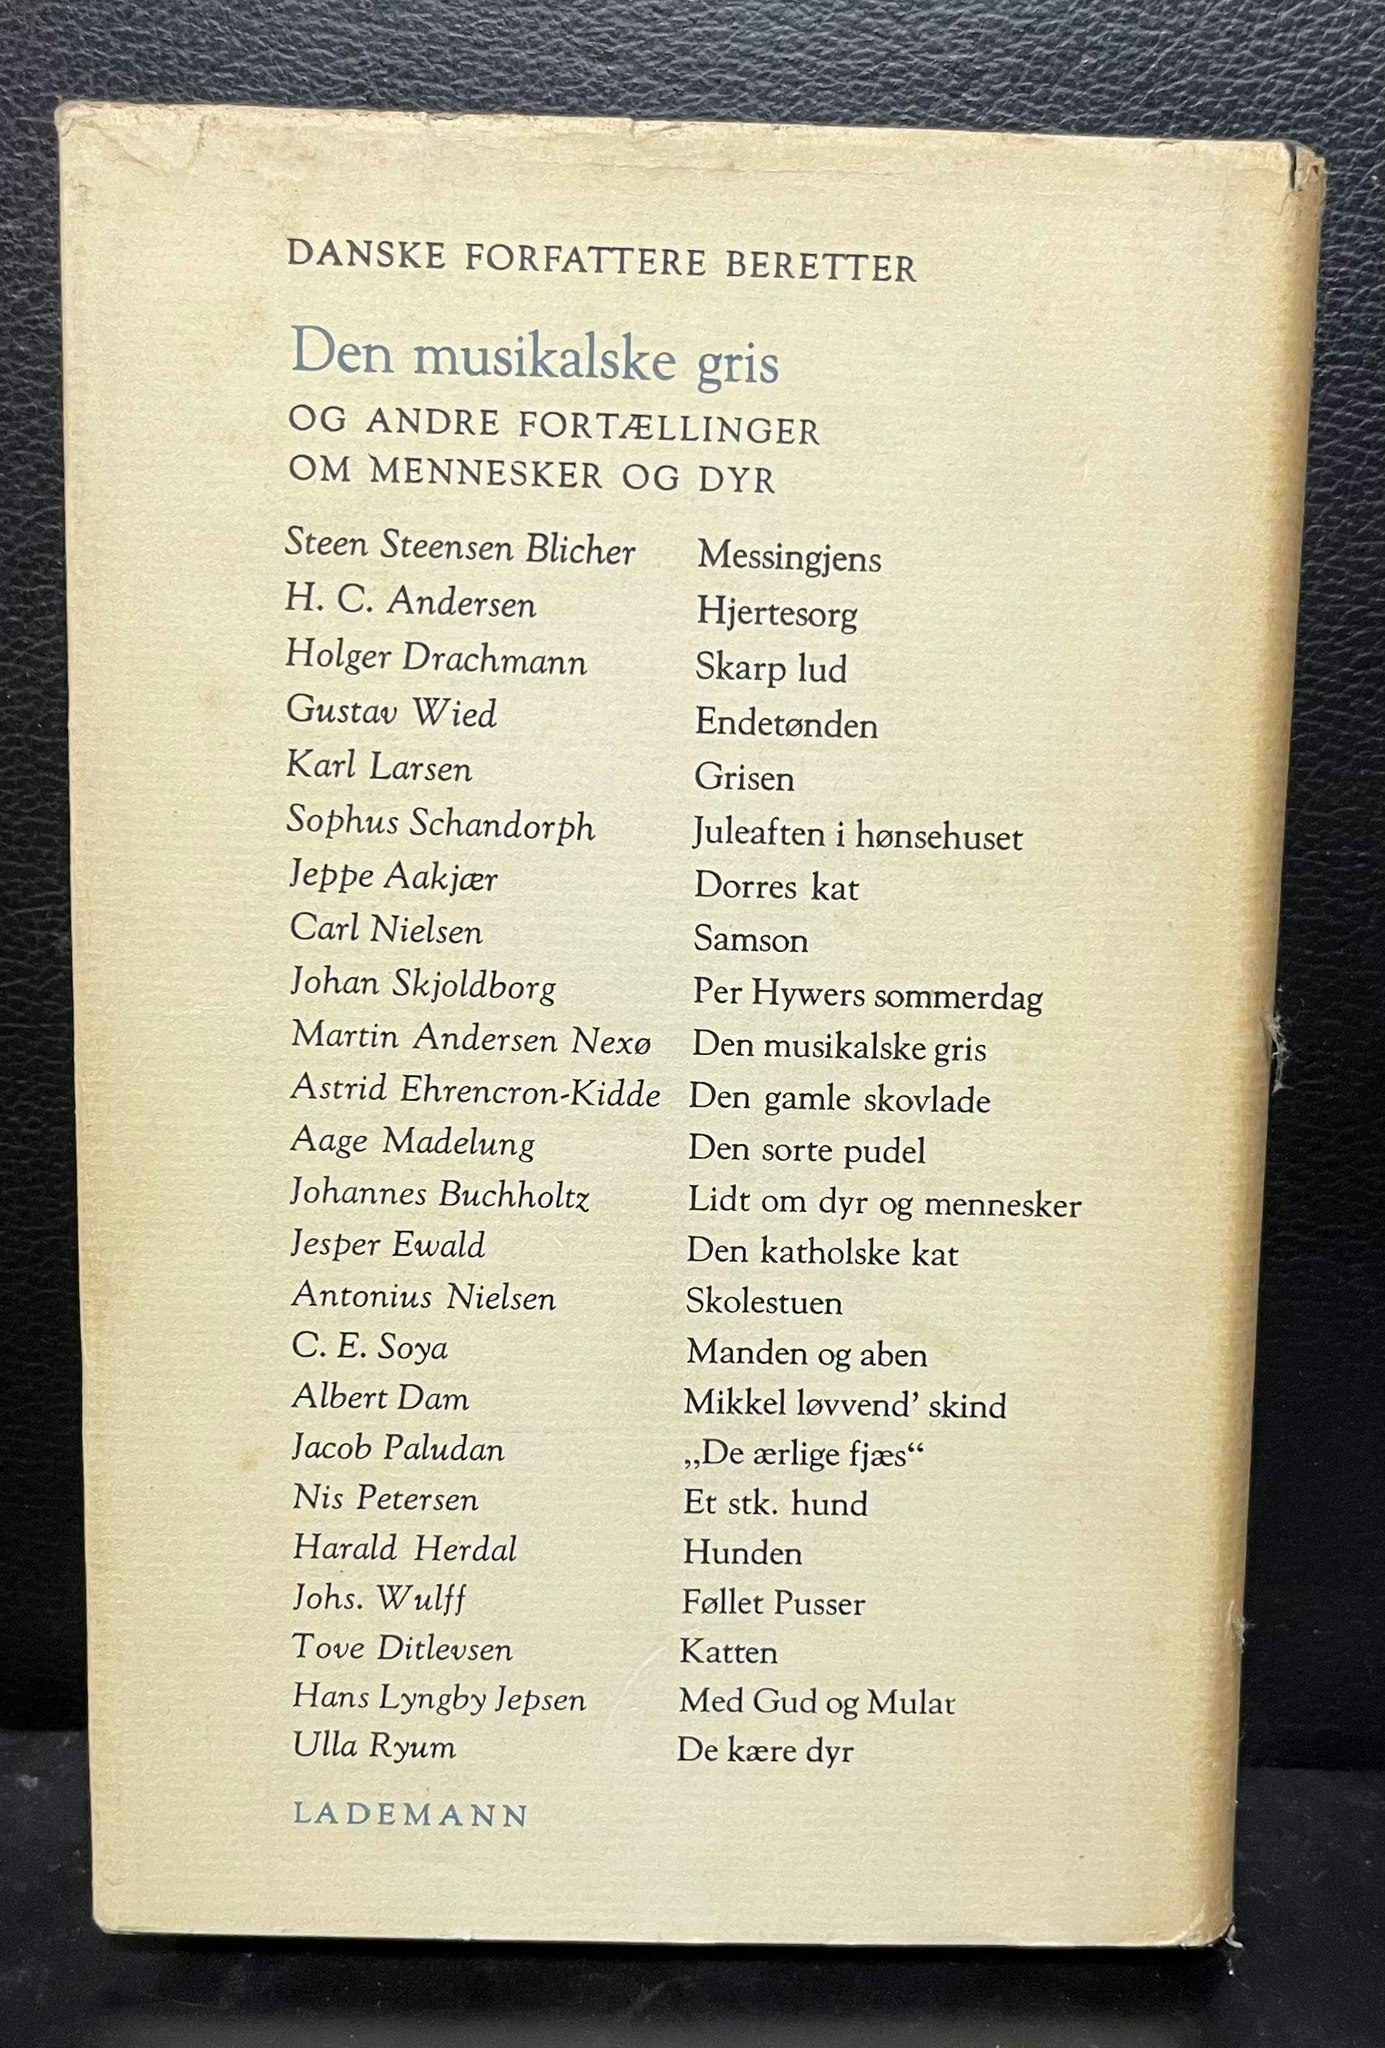 DANSKE FORFATTERE BERETTER
Den musikalske gris
OG ANDRE FORTÆLLINGER
OM MENNESKER OG DYR
Steen Steensen Blicher Messingjens
H. C. Andersen Hjertesorg
Holger Drachmann Skarp lud
Gustav Wied Endetønden
Karl Larsen Grisen
Sophus Schandorph Juleaften i hønsehuset
Jeppe Aakjær Dorres kat
Carl Nielsen Samson
Johan Skjoldborg Per Hywers sommerdag
Martin Andersen Nexø Den musikalske gris
Astrid Ehrencron-Kidde Den gamle skovlade
Aage Madelung Den sorte pudel
Johannes Buchholtz Lidt om dyr og mennesker
Jesper Ewald Den katholske kat
Antonius Nielsen Skolestuen
C. E. Soya Manden og aben
Albert Dam Mikkel løvvend' skind
Jacob Paludan „De ærlige fjæs“
Nis Petersen Et stk. hund
Harald Herdal Hunden
Johs. Wulff Føllet Pusser
Tove Ditlevsen Katten
Hans Lyngby Jepsen Med Gud og Mulat
Ulla Ryum De kære dyr
LADEMANN